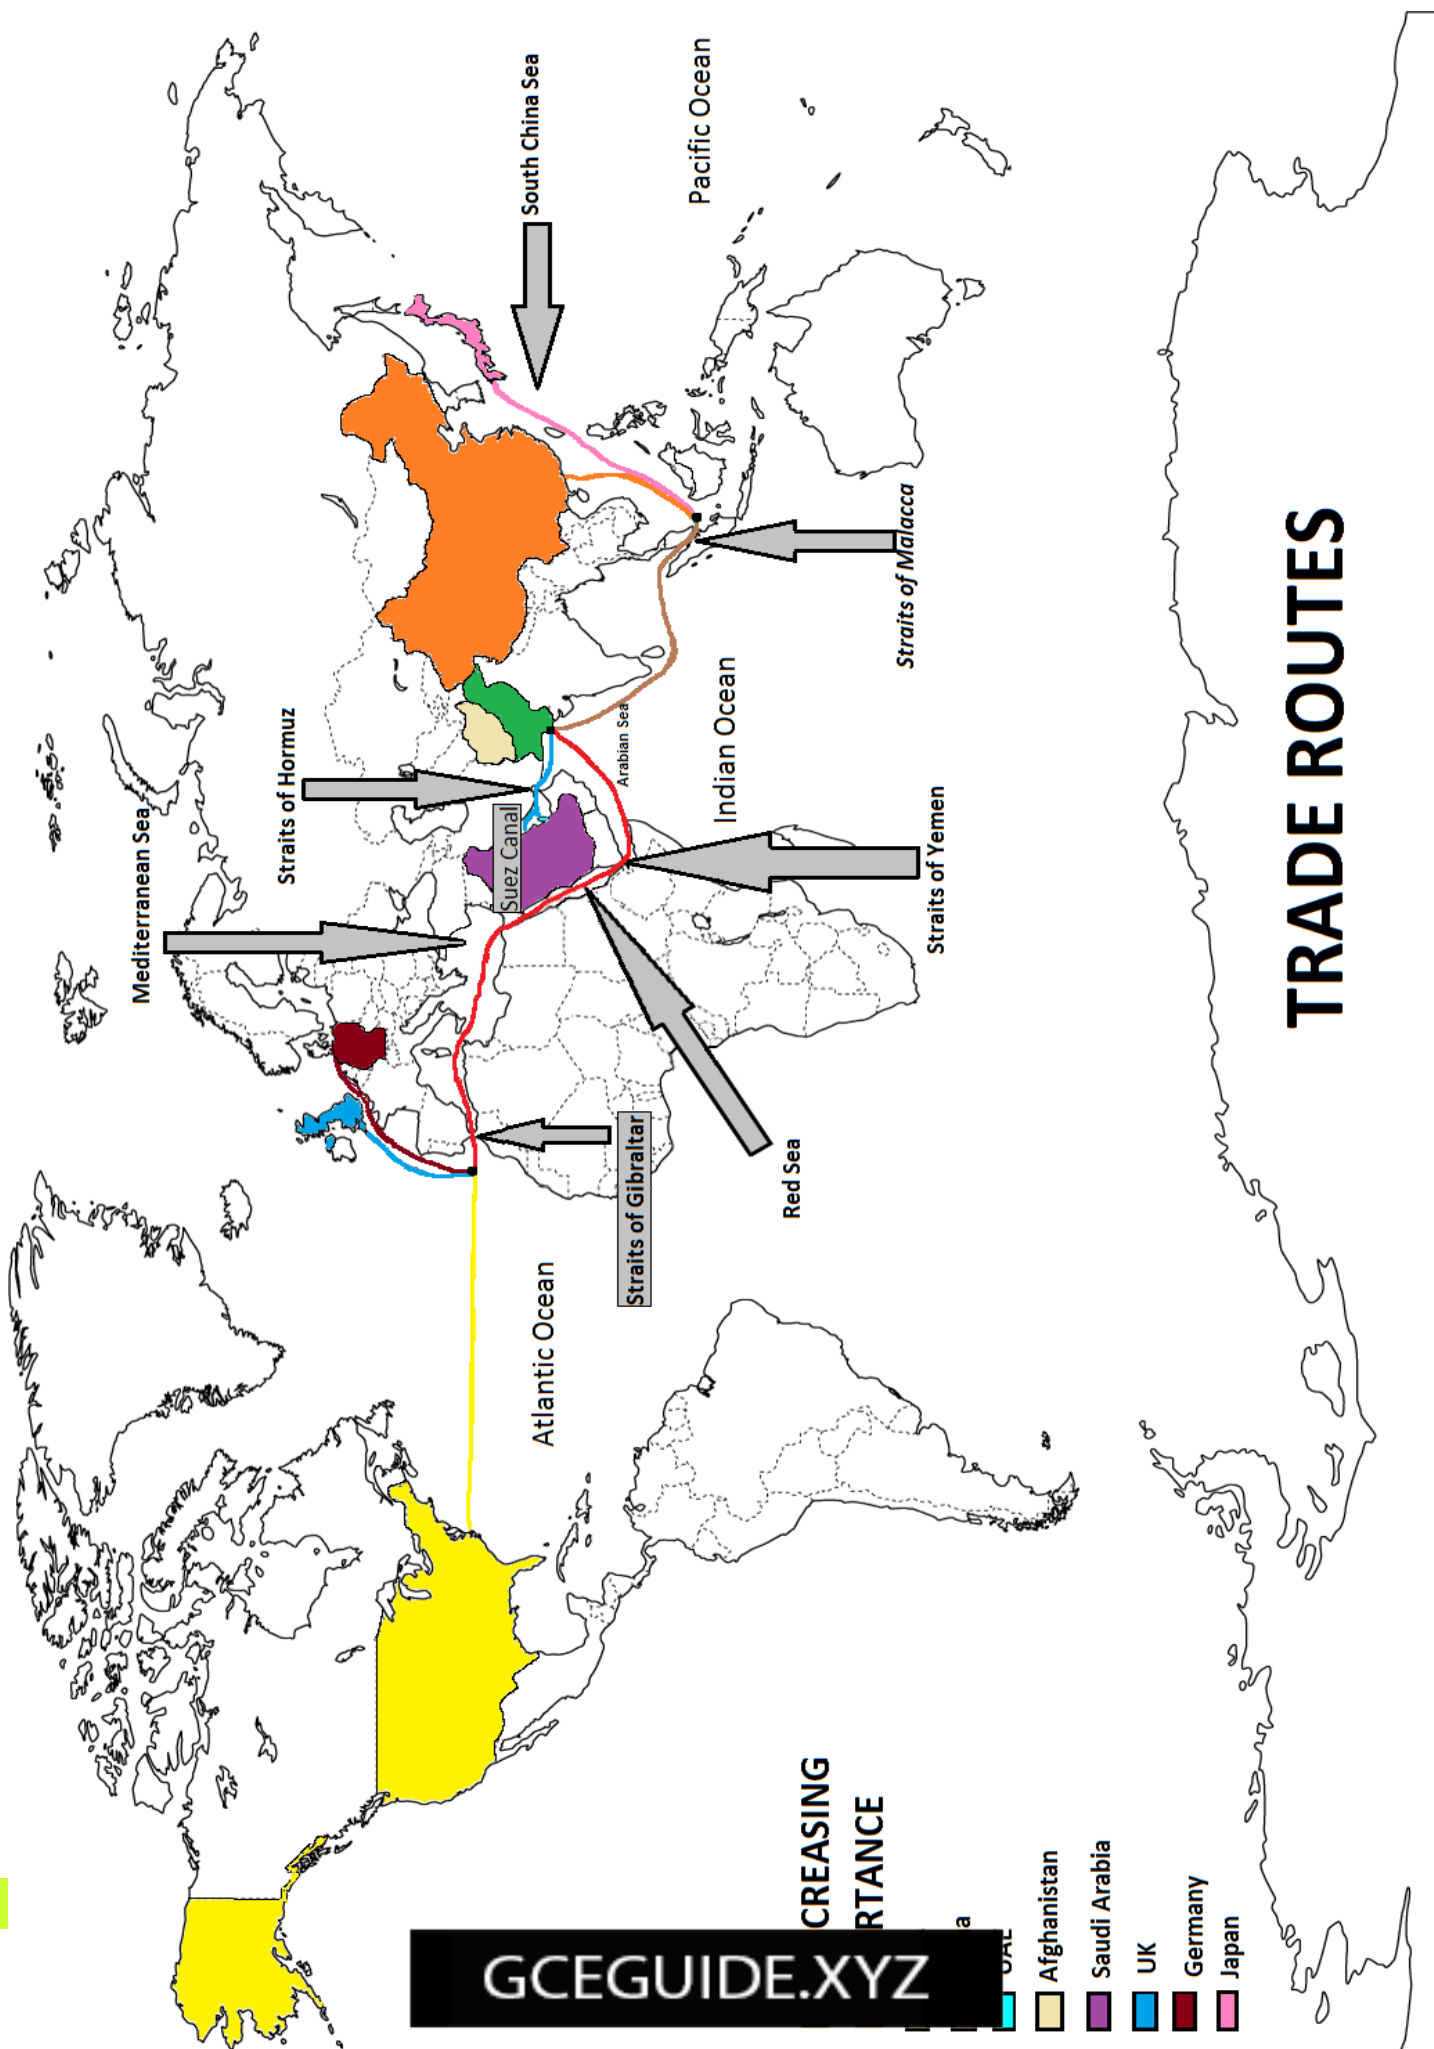 TRADE ROUTES
Mediterranean Sea
Straits of Hormuz
South China Sea
Pacific Ocean
Suez Canal
Arabian Sea
Indian Ocean
Straits of Malacca
Straits of Yemen
Red Sea
Straits of Gibraltar
Atlantic Ocean
CREASING
RTANCE
a
UAE
Afghanistan
Saudi Arabia
UK
Germany
Japan
GCEGUIDE.XYZ